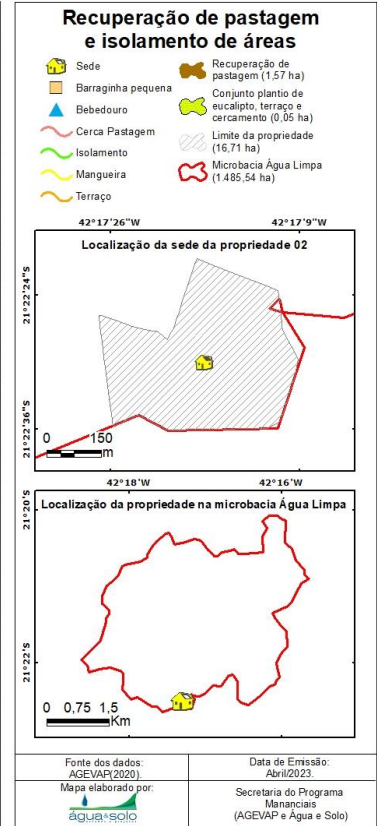 Recuperação de pastagem
e isolamento de áreas
Sede
Barraginha pequena
Bebedouro
Cerca Pastagem
Isolamento
Mangueira
Terraço
Recuperação de
pastagem (1,57 ha)
Conjunto plantio de
eucalipto, terraço e
cercamento (0,05 ha)
Limite da propriedade
(16,71 ha)
Microbacia Água Limpa
(1.485,54 ha)
42°17'26"W 42°17'9"W
Localização da sede da propriedade 02
21°22'24"S
21°22'36"S
0 150
m
42°18'W 42°16'W
Localização da propriedade na microbacia Água Limpa
21°20'S
21°22'S
0 0,75 1,5
Km
Fonte dos dados:
AGEVAP(2020).
Data de Emissão:
Abril/2023.
Mapa elaborado por:
água&solo
Secretaria do Programa
Mananciais
(AGEVAP e Água e Solo)